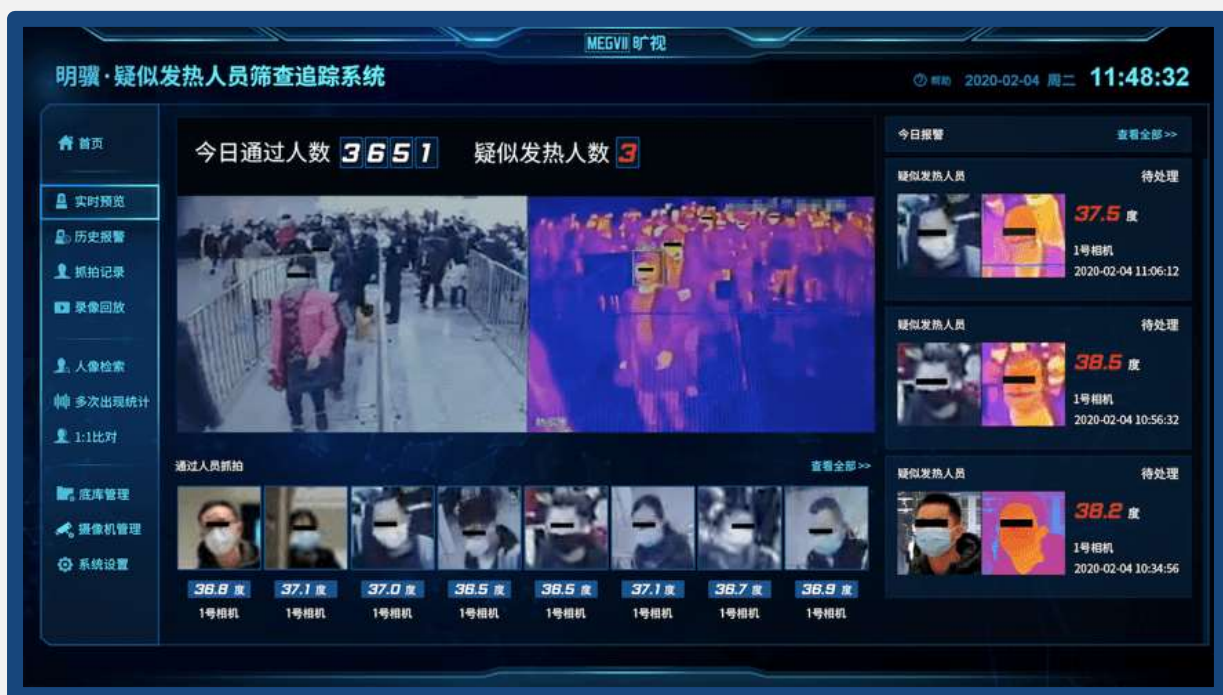 MEGVII 旷视
明骥·疑似发热人员筛查追踪系统
帮助 2020-02-04 周二 11:48:32
首页
实时预览
历史报警
抓拍记录
录像回放
人像检索
多次出现统计
1:1比对
底库管理
摄像机管理
系统设置
今日通过人数 3651 疑似发热人数 3
通过人员抓拍 查看全部>>
36.8 度 37.1 度 37.0 度 36.5 度 36.5 度 37.1 度 36.7 度 36.9 度
1号相机 1号相机 1号相机 1号相机 1号相机 1号相机 1号相机 1号相机
今日报警 查看全部>>
疑似发热人员 待处理
37.5 度
1号相机
2020-02-04 11:06:12
疑似发热人员 待处理
38.5 度
1号相机
2020-02-04 10:56:32
疑似发热人员 待处理
38.2 度
1号相机
2020-02-04 10:34:56